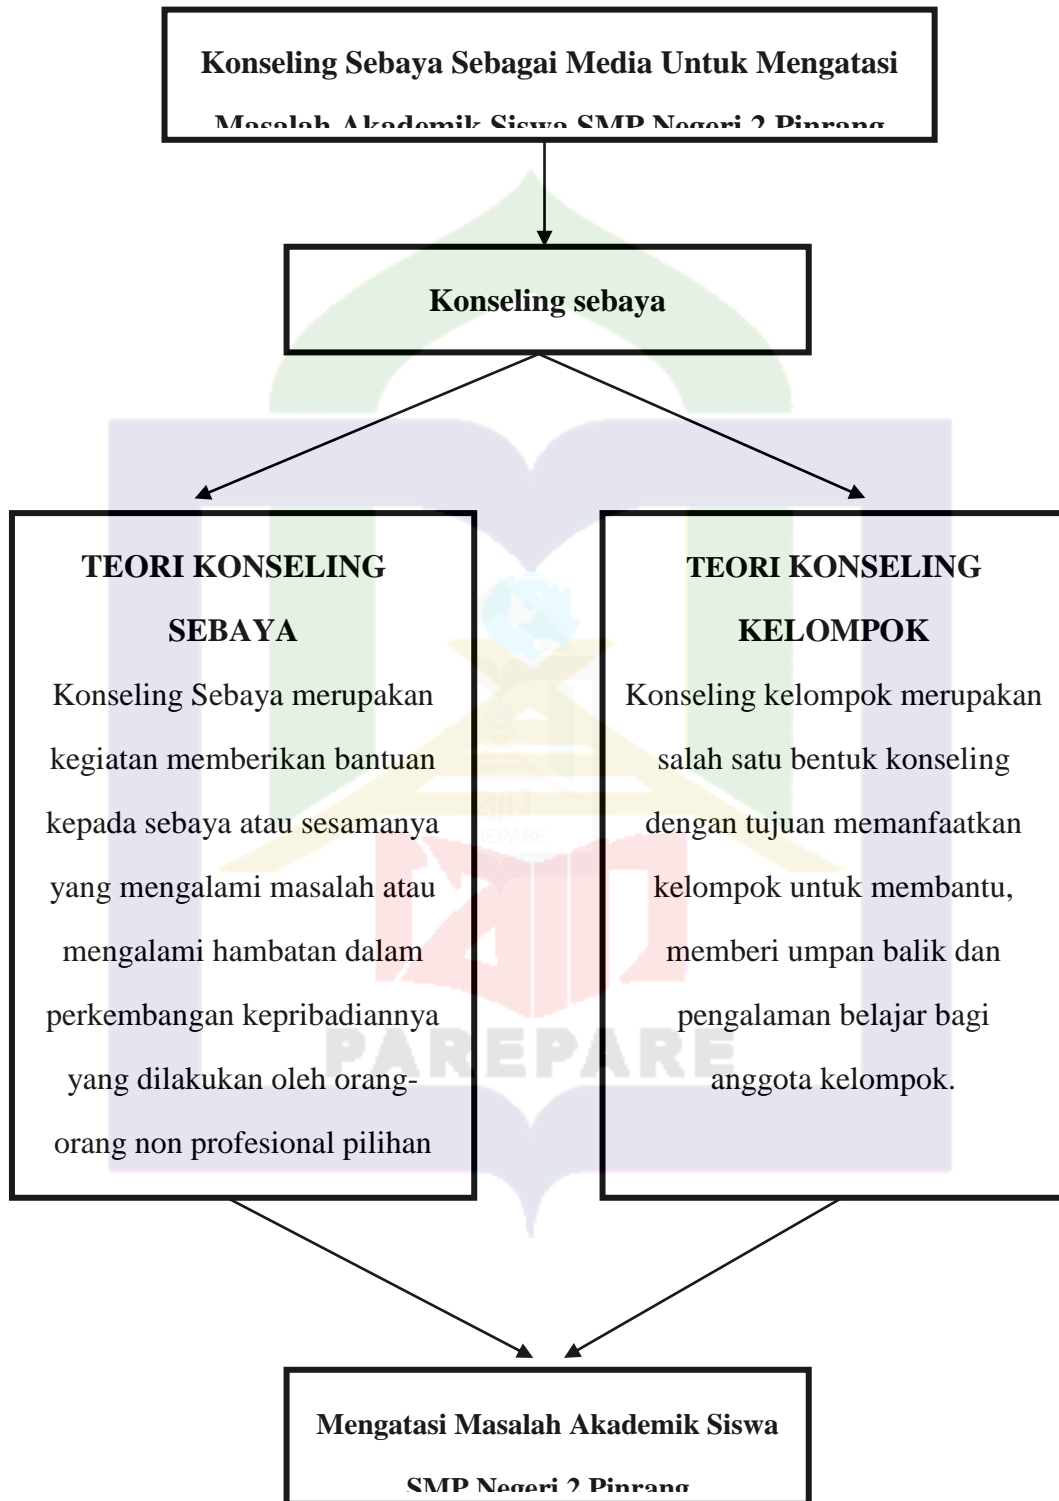 Konseling Sebaya Sebagai Media Untuk Mengatasi
Masalah Akademik Siswa SMP Negeri 2 Pinrang
Konseling sebaya
TEORI KONSELING
SEBAYA
Konseling Sebaya merupakan
kegiatan memberikan bantuan
kepada sebaya atau sesamanya
yang mengalami masalah atau
mengalami hambatan dalam
perkembangan kepribadiannya
yang dilakukan oleh orang-
orang non profesional pilihan
TEORI KONSELING
KELOMPOK
Konseling kelompok merupakan
salah satu bentuk konseling
dengan tujuan memanfaatkan
kelompok untuk membantu,
memberi umpan balik dan
pengalaman belajar bagi
anggota kelompok.
PAREPARE
PAREPARE
Mengatasi Masalah Akademik Siswa
SMP Negeri 2 Pinrang